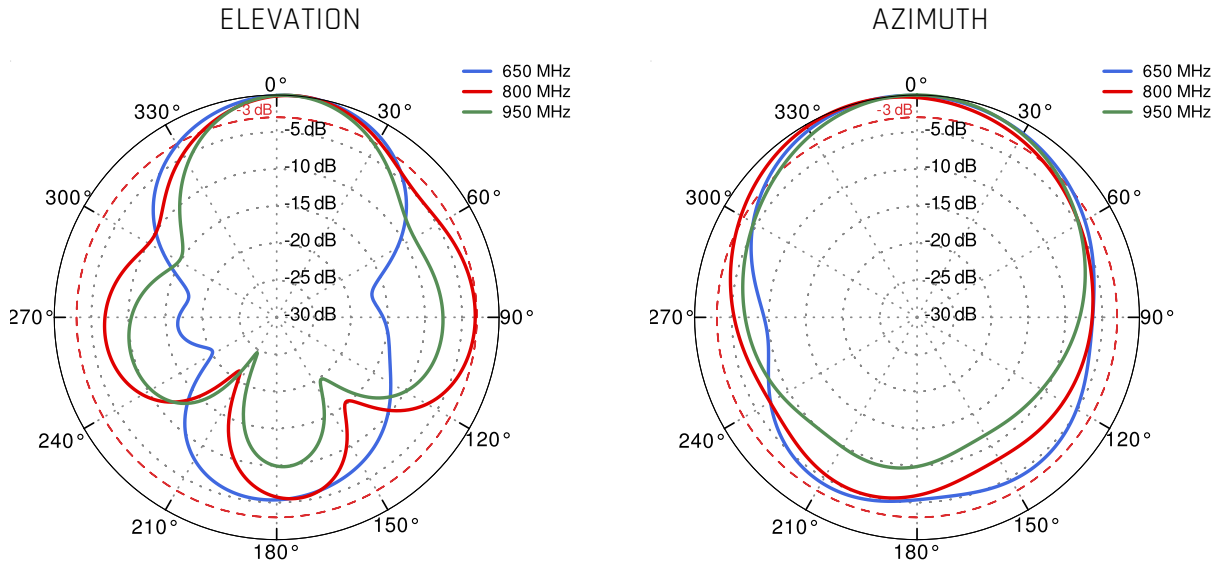 ELEVATION
0°
30°
60°
90°
120°
150°
180°
210°
240°
270°
300°
330°
-3 dB
-5 dB
-10 dB
-15 dB
-20 dB
-25 dB
-30 dB
650 MHz
800 MHz
950 MHz
AZIMUTH
0°
30°
60°
90°
120°
150°
180°
210°
240°
270°
300°
330°
-3 dB
-5 dB
-10 dB
-15 dB
-20 dB
-25 dB
-30 dB
650 MHz
800 MHz
950 MHz